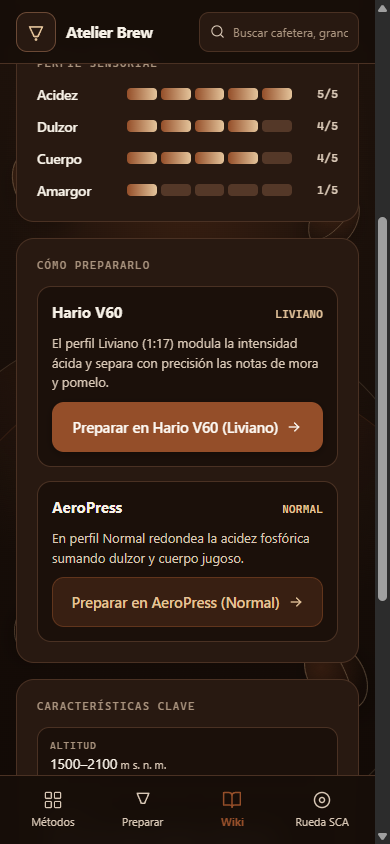 Atelier Brew
Buscar cafetera, granc
PERFIL SENSORIAL
Acidez 5/5
Dulzor 4/5
Cuerpo 4/5
Amargor 1/5
CÓMO PREPARARLO
Hario V60 LIVIANO
El perfil Liviano (1:17) modula la intensidad
ácida y separa con precisión las notas de mora
y pomelo.
Preparar en Hario V60 (Liviano) →
AeroPress NORMAL
En perfil Normal redondea la acidez fosfórica
sumando dulzor y cuerpo jugoso.
Preparar en AeroPress (Normal) →
CARACTERÍSTICAS CLAVE
ALTITUD
1500–2100 m s. n. m.
Métodos Preparar Wiki Rueda SCA